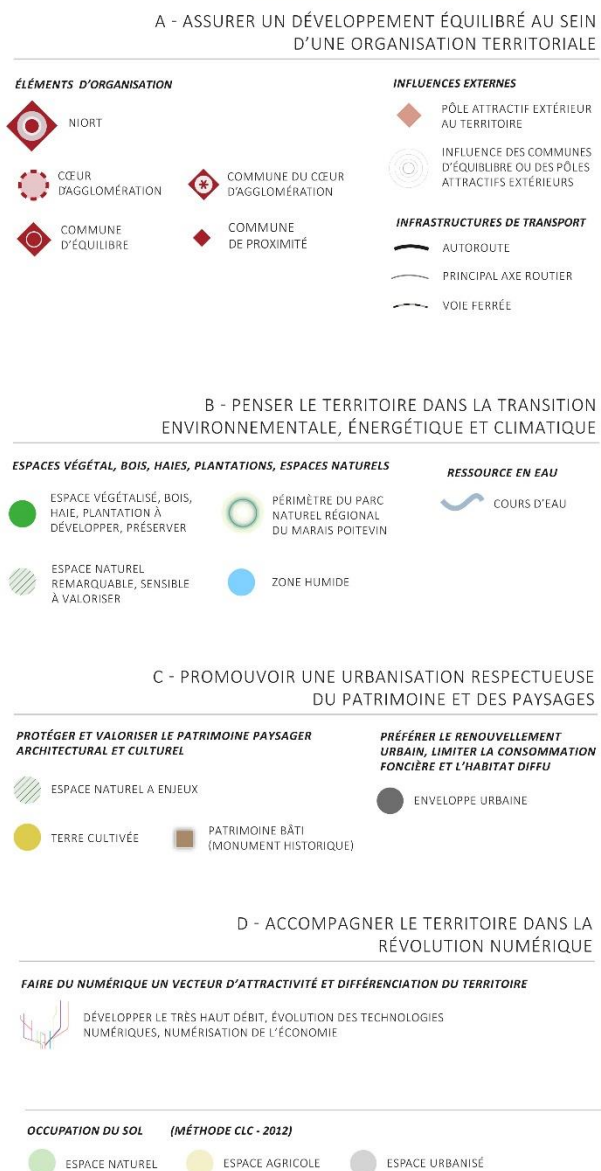 A - ASSURER UN DÉVELOPPEMENT ÉQUILIBRÉ AU SEIN
D'UNE ORGANISATION TERRITORIALE
ÉLÉMENTS D'ORGANISATION
NIORT
CŒUR
D'AGGLOMÉRATION
COMMUNE DU CŒUR
D'AGGLOMÉRATION
COMMUNE
D'ÉQUILIBRE
COMMUNE
DE PROXIMITÉ
INFLUENCES EXTERNES
PÔLE ATTRACTIF EXTÉRIEUR
AU TERRITOIRE
INFLUENCE DES COMMUNES
D'ÉQUIBLIBRE OU DES PÔLES
ATTRACTIFS EXTÉRIEURS
INFRASTRUCTURES DE TRANSPORT
AUTOROUTE
PRINCIPAL AXE ROUTIER
VOIE FERRÉE
B - PENSER LE TERRITOIRE DANS LA TRANSITION
ENVIRONNEMENTALE, ÉNERGÉTIQUE ET CLIMATIQUE
ESPACES VÉGÉTAL, BOIS, HAIES, PLANTATIONS, ESPACES NATURELS
ESPACE VÉGÉTALISÉ, BOIS,
HAIE, PLANTATION À
DÉVELOPPER, PRÉSERVER
PÉRIMÈTRE DU PARC
NATUREL RÉGIONAL
DU MARAIS POITEVIN
ESPACE NATUREL
REMARQUABLE, SENSIBLE
À VALORISER
ZONE HUMIDE
RESSOURCE EN EAU
COURS D'EAU
C - PROMOUVOIR UNE URBANISATION RESPECTUEUSE
DU PATRIMOINE ET DES PAYSAGES
PROTÉGER ET VALORISER LE PATRIMOINE PAYSAGER
ARCHITECTURAL ET CULTUREL
ESPACE NATUREL A ENJEUX
TERRE CULTIVÉE
PATRIMOINE BÂTI
(MONUMENT HISTORIQUE)
PRÉFÉRER LE RENOUVELLEMENT
URBAIN, LIMITER LA CONSOMMATION
FONCIÈRE ET L'HABITAT DIFFU
ENVELOPPE URBAINE
D - ACCOMPAGNER LE TERRITOIRE DANS LA
RÉVOLUTION NUMÉRIQUE
FAIRE DU NUMÉRIQUE UN VECTEUR D'ATTRACTIVITÉ ET DIFFÉRENCIATION DU TERRITOIRE
DÉVELOPPER LE TRÈS HAUT DÉBIT, ÉVOLUTION DES TECHNOLOGIES
NUMÉRIQUES, NUMÉRISATION DE L'ÉCONOMIE
OCCUPATION DU SOL (MÉTHODE CLC - 2012)
ESPACE NATUREL
ESPACE AGRICOLE
ESPACE URBANISÉ